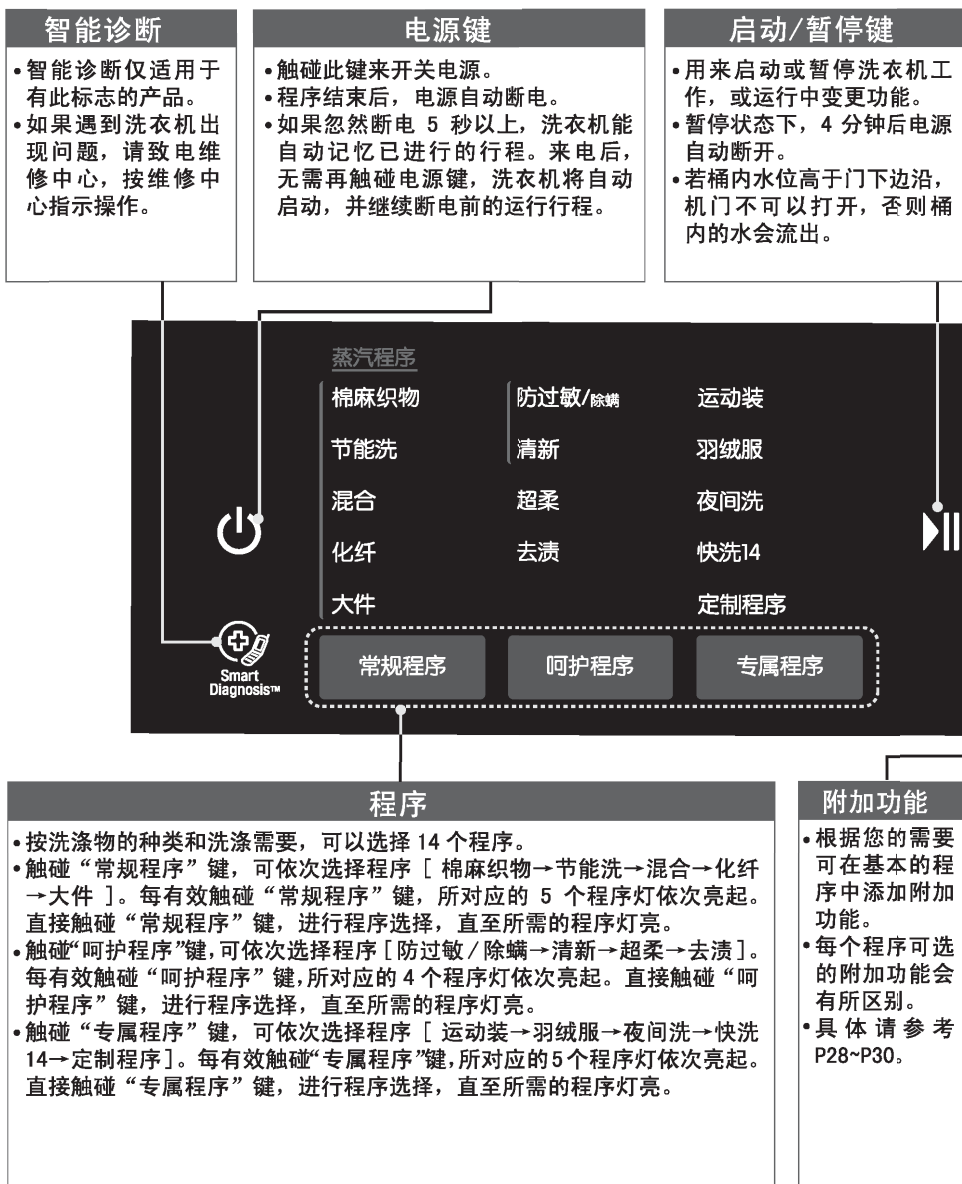 智能诊断
•智能诊断仅适用于
有此标志的产品。
•如果遇到洗衣机出
现问题，请致电维
修中心，按维修中
心指示操作。
电源键
•触碰此键来开关电源。
•程序结束后，电源自动断电。
•如果忽然断电 5 秒以上，洗衣机能
自动记忆已进行的行程。来电后，
无需再触碰电源键，洗衣机将自动
启动，并继续断电前的运行行程。
启动/暂停键
•用来启动或暂停洗衣机工
作，或运行中变更功能。
•暂停状态下，4 分钟后电源
自动断开。
•若桶内水位高于门下边沿，
机门不可以打开，否则桶
内的水会流出。
蒸汽程序
棉麻织物 防过敏/除螨 运动装
节能洗 清新 羽绒服
混合 超柔 夜间洗
化纤 去渍 快洗14
大件 定制程序
常规程序 呵护程序 专属程序
Smart
Diagnosis™
程序
•按洗涤物的种类和洗涤需要，可以选择 14 个程序。
•触碰“常规程序”键，可依次选择程序 [ 棉麻织物→节能洗→混合→化纤
→大件 ]。每有效触碰“常规程序”键，所对应的 5 个程序灯依次亮起。
直接触碰“常规程序”键，进行程序选择，直至所需的程序灯亮。
•触碰“呵护程序”键，可依次选择程序 [ 防过敏 / 除螨→清新→超柔→去渍 ]。
每有效触碰“呵护程序”键，所对应的 4 个程序灯依次亮起。直接触碰“呵
护程序”键，进行程序选择，直至所需的程序灯亮。
•触碰“专属程序”键，可依次选择程序 [ 运动装→羽绒服→夜间洗→快洗
14→定制程序]。每有效触碰“专属程序”键，所对应的5个程序灯依次亮起。
直接触碰“专属程序”键，进行程序选择，直至所需的程序灯亮。
附加功能
•根据您的需要
可在基本的程
序中添加附加
功能。
•每个程序可选
的附加功能会
有所区别。
•具体请参考
P28~P30。